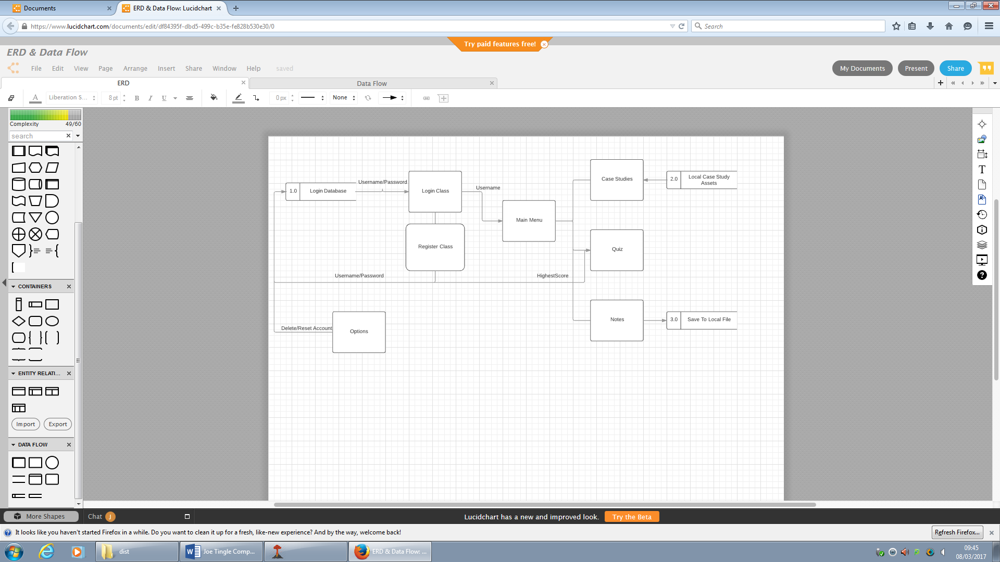 Documents
ERD & Data Flow: Lucidchart
https://www.lucidchart.com/documents/edit/df84395f-dbd5-499c-b35e-fe828b530e30/0
Search
Try paid features free!
ERD & Data Flow
File Edit View Page Arrange Insert Share Window Help saved
My Documents Present Share
ERD
Data Flow
Liberation S... 8 pt B I U 0 px None
Complexity 49/60
search
CONTAINERS
ENTITY RELATI...
Import Export
DATA FLOW
1.0 Login Database
Username/Password
Login Class
Username
Register Class
Main Menu
Case Studies
2.0 Local Case Study
Assets
Quiz
Username/Password
HighestScore
Notes
3.0 Save To Local File
Delete/Reset Account
Options
More Shapes
Chat J
Lucidchart has a new and improved look. Try the Beta
It looks like you haven't started Firefox in a while. Do you want to clean it up for a fresh, like-new experience? And by the way, welcome back!
Refresh Firefox...
dist
Joe Tingle Comp...
ERD & Data Flow: ...
09:45
08/03/2017